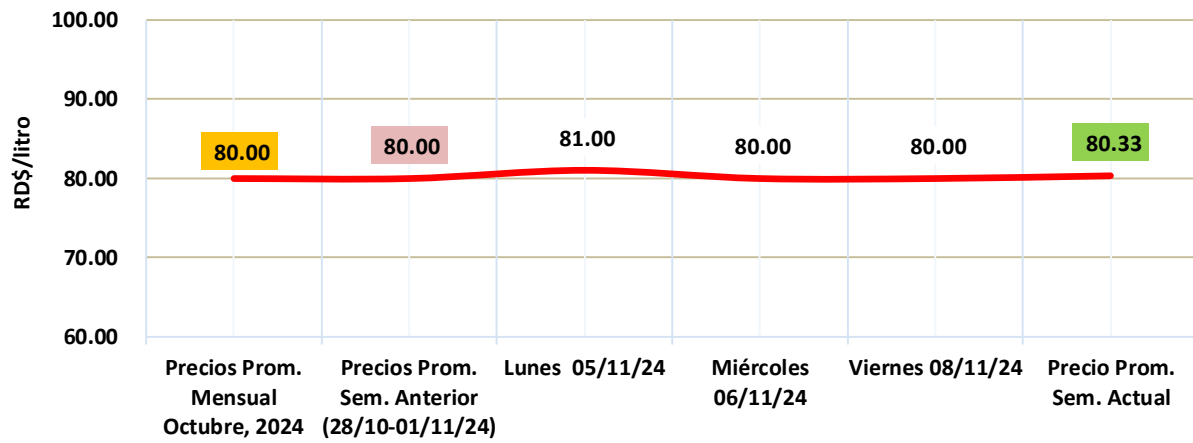 100.00
90.00
80.00
70.00
60.00
RD$/litro
80.00
80.00
81.00
80.00
80.00
80.33
Precios Prom.
Mensual
Octubre, 2024
Precios Prom.
Sem. Anterior
(28/10-01/11/24)
Lunes 05/11/24
Miércoles
06/11/24
Viernes 08/11/24
Precio Prom.
Sem. Actual